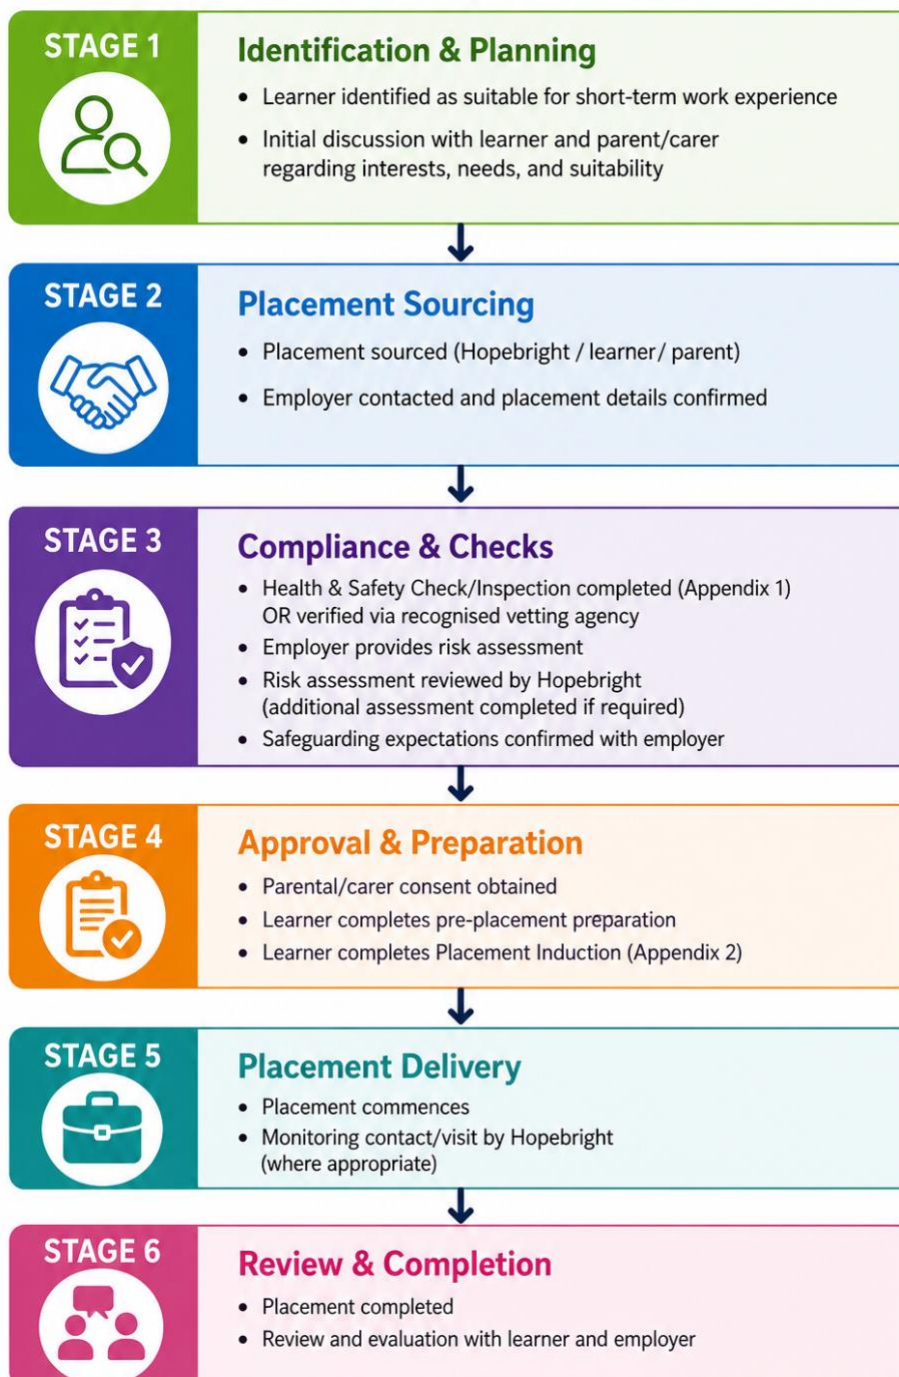 STAGE 1
Identification & Planning
• Learner identified as suitable for short-term work experience
• Initial discussion with learner and parent/carer
regarding interests, needs, and suitability
STAGE 2
Placement Sourcing
• Placement sourced (Hopebright / learner/ parent)
• Employer contacted and placement details confirmed
STAGE 3
Compliance & Checks
• Health & Safety Check/Inspection completed (Appendix 1)
OR verified via recognised vetting agency
• Employer provides risk assessment
• Risk assessment reviewed by Hopebright
(additional assessment completed if required)
• Safeguarding expectations confirmed with employer
STAGE 4
Approval & Preparation
• Parental/carer consent obtained
• Learner completes pre-placement preparation
• Learner completes Placement Induction (Appendix 2)
STAGE 5
Placement Delivery
• Placement commences
• Monitoring contact/visit by Hopebright
(where appropriate)
STAGE 6
Review & Completion
• Placement completed
• Review and evaluation with learner and employer